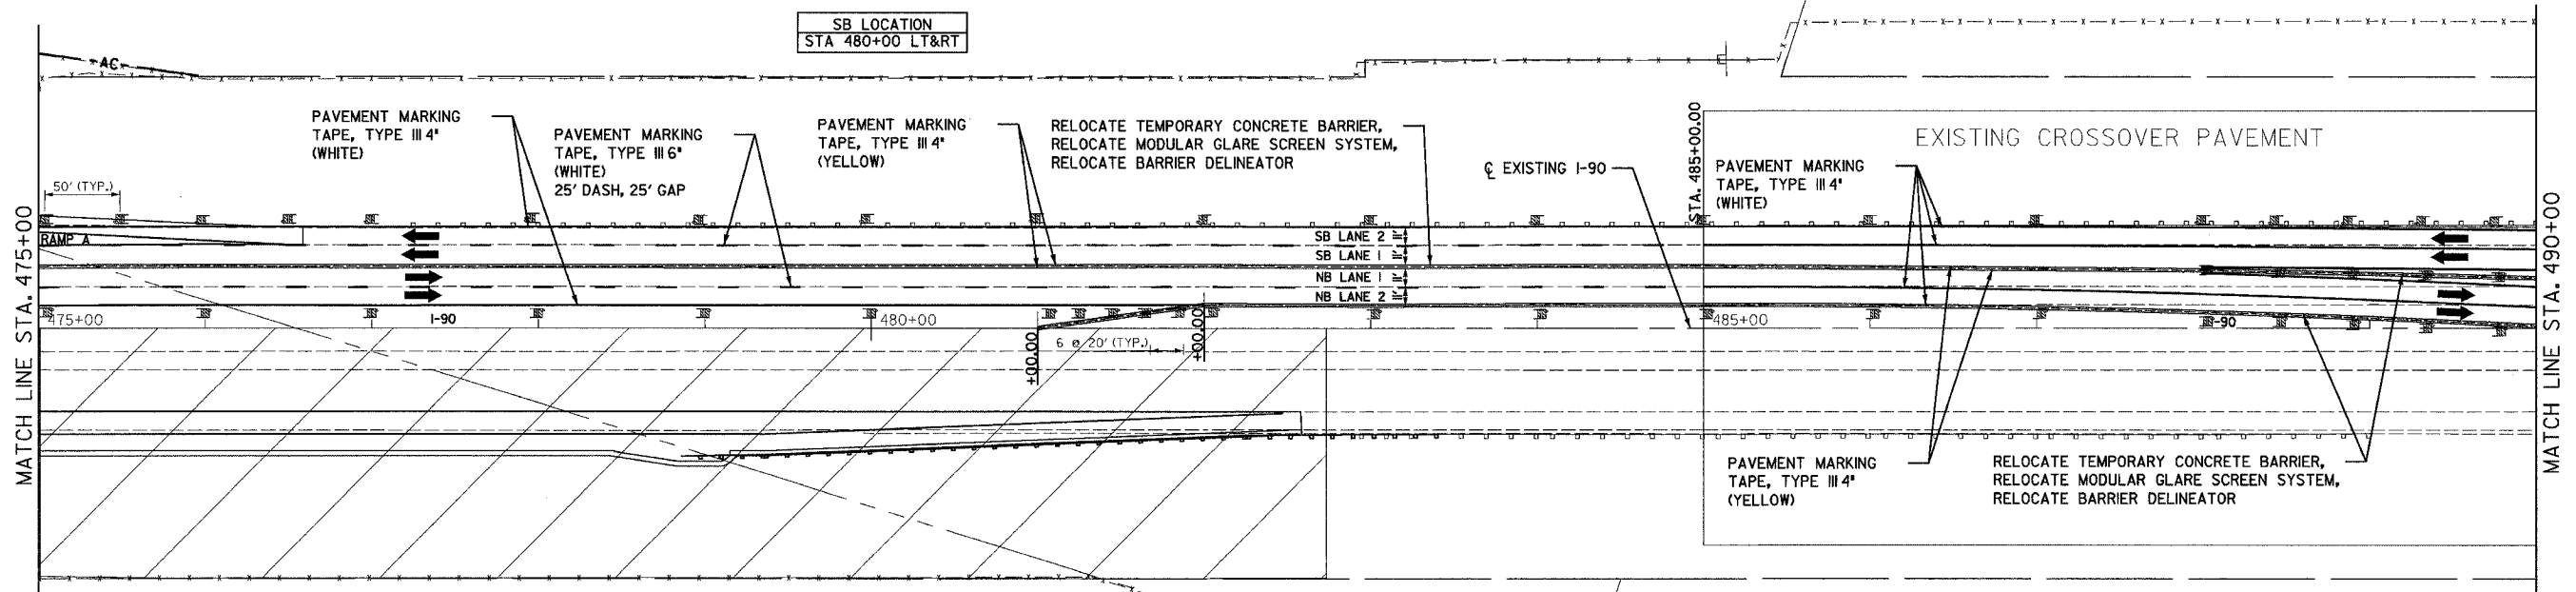 SB LOCATION
STA 480+00 LT&RT
AC
PAVEMENT MARKING
TAPE, TYPE III 4"
(WHITE)
PAVEMENT MARKING
TAPE, TYPE III 6"
(WHITE)
25' DASH, 25' GAP
PAVEMENT MARKING
TAPE, TYPE III 4"
(YELLOW)
RELOCATE TEMPORARY CONCRETE BARRIER,
RELOCATE MODULAR GLARE SCREEN SYSTEM,
RELOCATE BARRIER DELINEATOR
℄ EXISTING I-90
STA. 485+00.00
EXISTING CROSSOVER PAVEMENT
PAVEMENT MARKING
TAPE, TYPE III 4"
(WHITE)
50' (TYP.)
MATCH LINE STA. 475+00
RAMP A
SB LANE 2 11'
SB LANE 1 11'
NB LANE 1 11'
NB LANE 2 11'
475+00
I-90
480+00
485+00
I-90
+00.00
6 @ 20' (TYP.)
+00.00
MATCH LINE STA. 490+00
PAVEMENT MARKING
TAPE, TYPE III 4"
(YELLOW)
RELOCATE TEMPORARY CONCRETE BARRIER,
RELOCATE MODULAR GLARE SCREEN SYSTEM,
RELOCATE BARRIER DELINEATOR